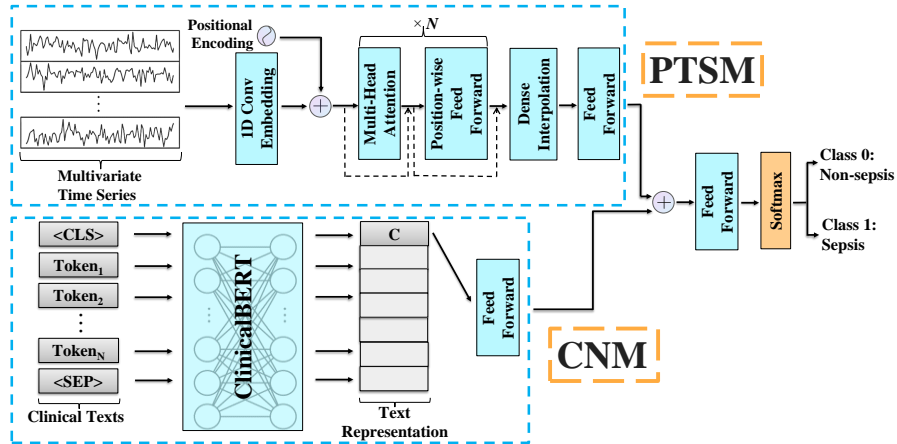 Positional
Encoding
× N
1D Conv
Embedding
Multi-Head
Attention
Position-wise
Feed
Forward
Dense
Interpolation
Feed
Forward
PTSM
Multivariate
Time Series
Feed
Forward
Softmax
Class 0:
Non-sepsis
Class 1:
Sepsis
<CLS>
Token₁
Token₂
Token_N
<SEP>
Clinical Texts
ClinicalBERT
C
Text
Representation
Feed
Forward
CNM